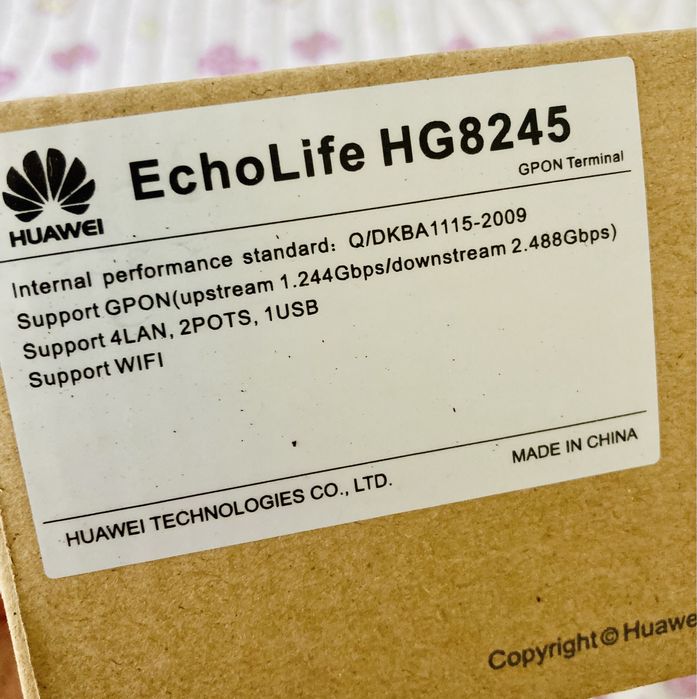 EchoLife HG8245
GPON Terminal
HUAWEI
Internal performance standard: Q/DKBA1115-2009
Support GPON(upstream 1.244Gbps/downstream 2.488Gbps)
Support 4LAN, 2POTS, 1USB
Support WIFI
MADE IN CHINA
HUAWEI TECHNOLOGIES CO., LTD.
Copyright © Huawe